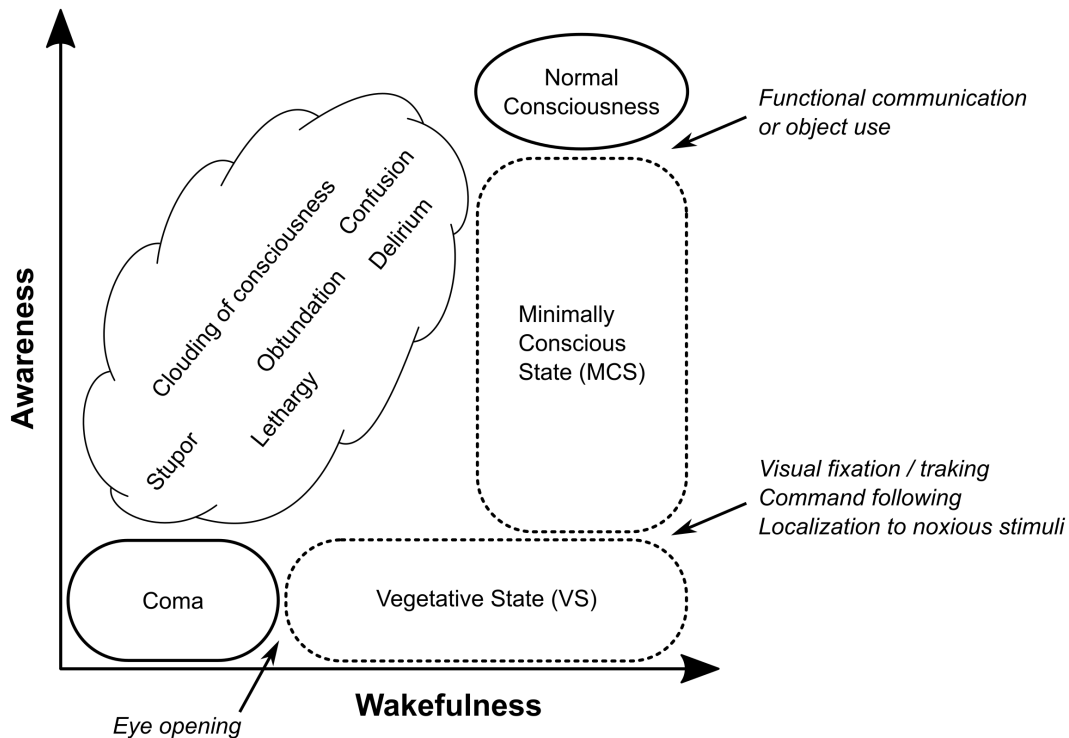 Normal
Consciousness
Functional communication
or object use
Confusion
Delirium
Clouding of consciousness
Obtundation
Lethargy
Stupor
Awareness
Minimally
Conscious
State (MCS)
Visual fixation / traking
Command following
Localization to noxious stimuli
Coma
Vegetative State (VS)
Wakefulness
Eye opening